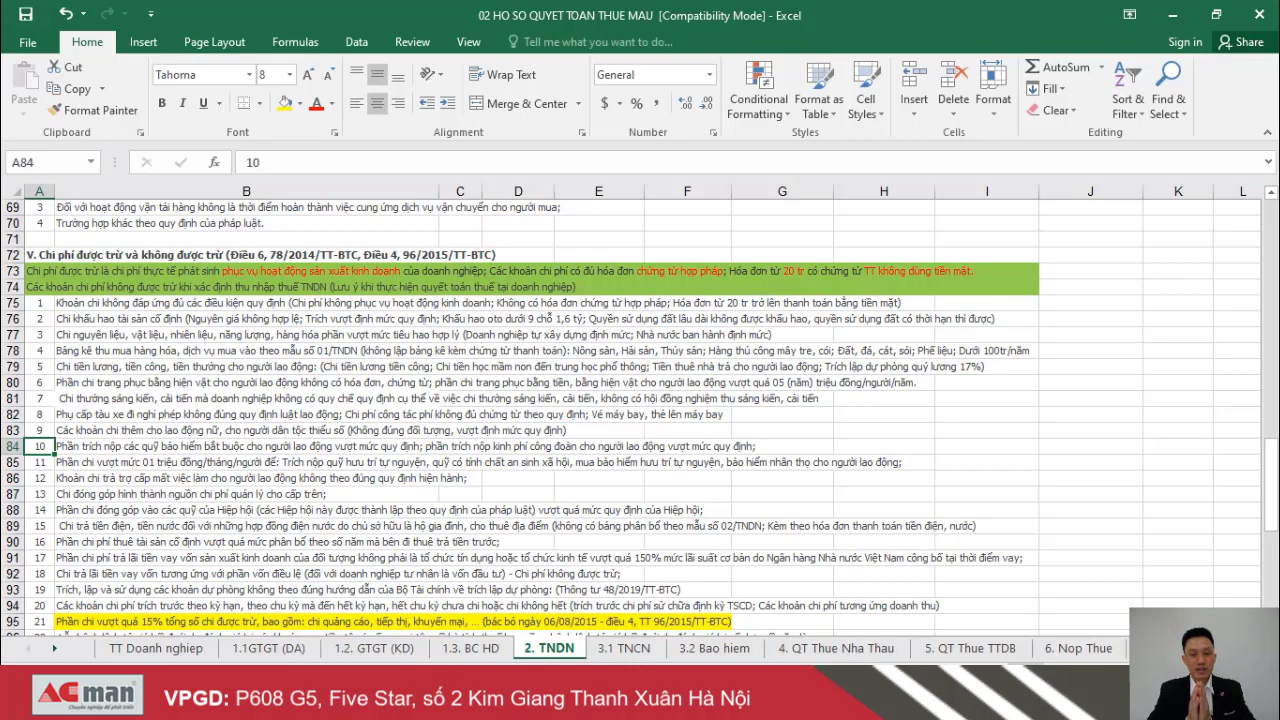 02 HO SO QUYET TOAN THUE MAU [Compatibility Mode] - Excel
File Home Insert Page Layout Formulas Data Review View Tell me what you want to do... Sign in Share
Paste Cut Copy Format Painter
Clipboard
Tahoma 8
B I U
Font
Wrap Text
Merge & Center
Alignment
General
$ % ,
Number
Conditional Formatting Format as Table Cell Styles
Styles
Insert Delete Format
Cells
AutoSum Fill Clear Sort & Filter Find & Select
Editing
A84 fx 10
A B C D E F G H I J K L
69 3 Đối với hoạt động vận tải hàng không là thời điểm hoàn thành việc cung ứng dịch vụ vận chuyển cho người mua;
70 4 Trường hợp khác theo quy định của pháp luật.
71
72 V. Chi phí được trừ và không được trừ (Điều 6, 78/2014/TT-BTC, Điều 4, 96/2015/TT-BTC)
73 Chi phí được trừ là chi phí thực tế phát sinh phục vụ hoạt động sản xuất kinh doanh của doanh nghiệp; Các khoản chi phí có đủ hóa đơn chứng từ hợp pháp; Hóa đơn từ 20 tr có chứng từ TT không dùng tiền mặt.
74 Các khoản chi phí không được trừ khi xác định thu nhập thuế TNDN (Lưu ý khi thực hiện quyết toán thuế tại doanh nghiệp)
75 1 Khoản chi không đáp ứng đủ các điều kiện quy định (Chi phí không phục vụ hoạt động kinh doanh; Không có hóa đơn chứng từ hợp pháp; Hóa đơn từ 20 tr trở lên thanh toán bằng tiền mặt)
76 2 Chi khấu hao tài sản cố định (Nguyên giá không hợp lệ; Trích vượt định mức quy định; Khấu hao oto dưới 9 chỗ 1,6 tỷ; Quyền sử dụng đất lâu dài không được khấu hao, quyền sử dụng đất có thời hạn thì được)
77 3 Chi nguyên liệu, vật liệu, nhiên liệu, năng lượng, hàng hóa phần vượt mức tiêu hao hợp lý (Doanh nghiệp tự xây dựng định mức; Nhà nước ban hành định mức)
78 4 Bảng kê thu mua hàng hóa, dịch vụ mua vào theo mẫu số 01/TNDN (không lập bảng kê kèm chứng từ thanh toán): Nông sản, Hải sản, Thủy sản; Hàng thủ công mây tre, cói; Đất, đá, cát, sỏi; Phế liệu; Dưới 100tr/năm
79 5 Chi tiền lương, tiền công, tiền thưởng cho người lao động: (Chi tiền lương tiền công; Chi tiền học mầm non đến trung học phổ thông; Tiền thuê nhà trả cho người lao động; Trích lập dự phòng quỹ lương 17%)
80 6 Phần chi trang phục bằng hiện vật cho người lao động không có hóa đơn, chứng từ; phần chi trang phục bằng tiền, bằng hiện vật cho người lao động vượt quá 05 (năm) triệu đồng/người/năm.
81 7 Chi thưởng sáng kiến, cải tiến mà doanh nghiệp không có quy chế quy định cụ thể về việc chi thưởng sáng kiến, cải tiến, không có hội đồng nghiệm thu sáng kiến, cải tiến
82 8 Phụ cấp tàu xe đi nghỉ phép không đúng quy định luật lao động; Chi phí công tác phí không đủ chứng từ theo quy định; Vé máy bay, thẻ lên máy bay
83 9 Các khoản chi thêm cho lao động nữ, cho người dân tộc thiểu số (Không đúng đối tượng, vượt định mức quy định)
84 10 Phần trích nộp các quỹ bảo hiểm bắt buộc cho người lao động vượt mức quy định; phần trích nộp kinh phí công đoàn cho người lao động vượt mức quy định;
85 11 Phần chi vượt mức 01 triệu đồng/tháng/người để: Trích nộp quỹ hưu trí tự nguyện, quỹ có tính chất an sinh xã hội, mua bảo hiểm hưu trí tự nguyện, bảo hiểm nhân thọ cho người lao động;
86 12 Khoản chi trả trợ cấp mất việc làm cho người lao động không theo đúng quy định hiện hành;
87 13 Chi đóng góp hình thành nguồn chi phí quản lý cho cấp trên;
88 14 Phần chi đóng góp vào các quỹ của Hiệp hội (các Hiệp hội này được thành lập theo quy định của pháp luật) vượt quá mức quy định của Hiệp hội;
89 15 Chi trả tiền điện, tiền nước đối với những hợp đồng điện nước do chủ sở hữu là hộ gia đình, cho thuê địa điểm (không có bảng phân bổ theo mẫu số 02/TNDN; Kèm theo hóa đơn thanh toán tiền điện, nước)
90 16 Phần chi phí thuê tài sản cố định vượt quá mức phân bổ theo số năm mà bên đi thuê trả tiền trước;
91 17 Phần chi phí trả lãi tiền vay vốn sản xuất kinh doanh của đối tượng không phải là tổ chức tín dụng hoặc tổ chức kinh tế vượt quá 150% mức lãi suất cơ bản do Ngân hàng Nhà nước Việt Nam công bố tại thời điểm vay;
92 18 Chi trả lãi tiền vay vốn tương ứng với phần vốn điều lệ (đối với doanh nghiệp tư nhân là vốn đầu tư) - Chi phí không được trừ;
93 19 Trích, lập và sử dụng các khoản dự phòng không theo đúng hướng dẫn của Bộ Tài chính về trích lập dự phòng: (Thông tư 48/2019/TT-BTC)
94 20 Các khoản chi phí trích trước theo kỳ hạn, theo chu kỳ mà đến hết kỳ hạn, hết chu kỳ chưa chi hoặc chi không hết (trích trước chi phí sửa chữa định kỳ TSCD; Các khoản chi phí tương ứng doanh thu)
95 21 Phần chi vượt quá 15% tổng số chi được trừ, bao gồm: chi quảng cáo, tiếp thị, khuyến mại, ... (bác bỏ ngày 06/08/2015 - điều 4, TT 96/2015/TT-BTC)
TT Doanh nghiep 1.1GTGT (DA) 1.2. GTGT (KD) 1.3. BC HD 2. TNDN 3.1 TNCN 3.2 Bao hiem 4. QT Thue Nha Thau 5. QT Thue TTDB 6. Nop Thue
ACman
Chuyên nghiệp để phát triển
VPGD: P608 G5, Five Star, số 2 Kim Giang Thanh Xuân Hà Nội